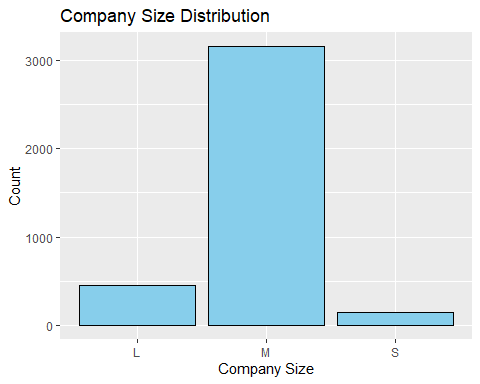 Company Size Distribution
3000
2000
1000
0
Count
L M S
Company Size